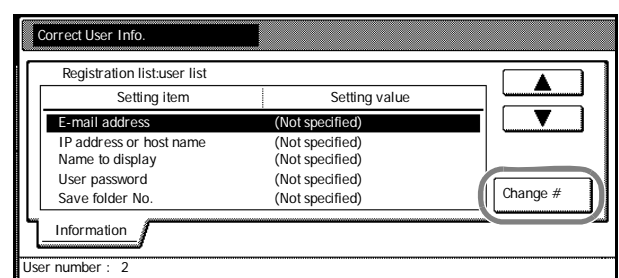 Correct User Info.
Registration list:user list
Setting item Setting value
E-mail address (Not specified)
IP address or host name (Not specified)
Name to display (Not specified)
User password (Not specified)
Save folder No. (Not specified)
Change #
Information
User number : 2